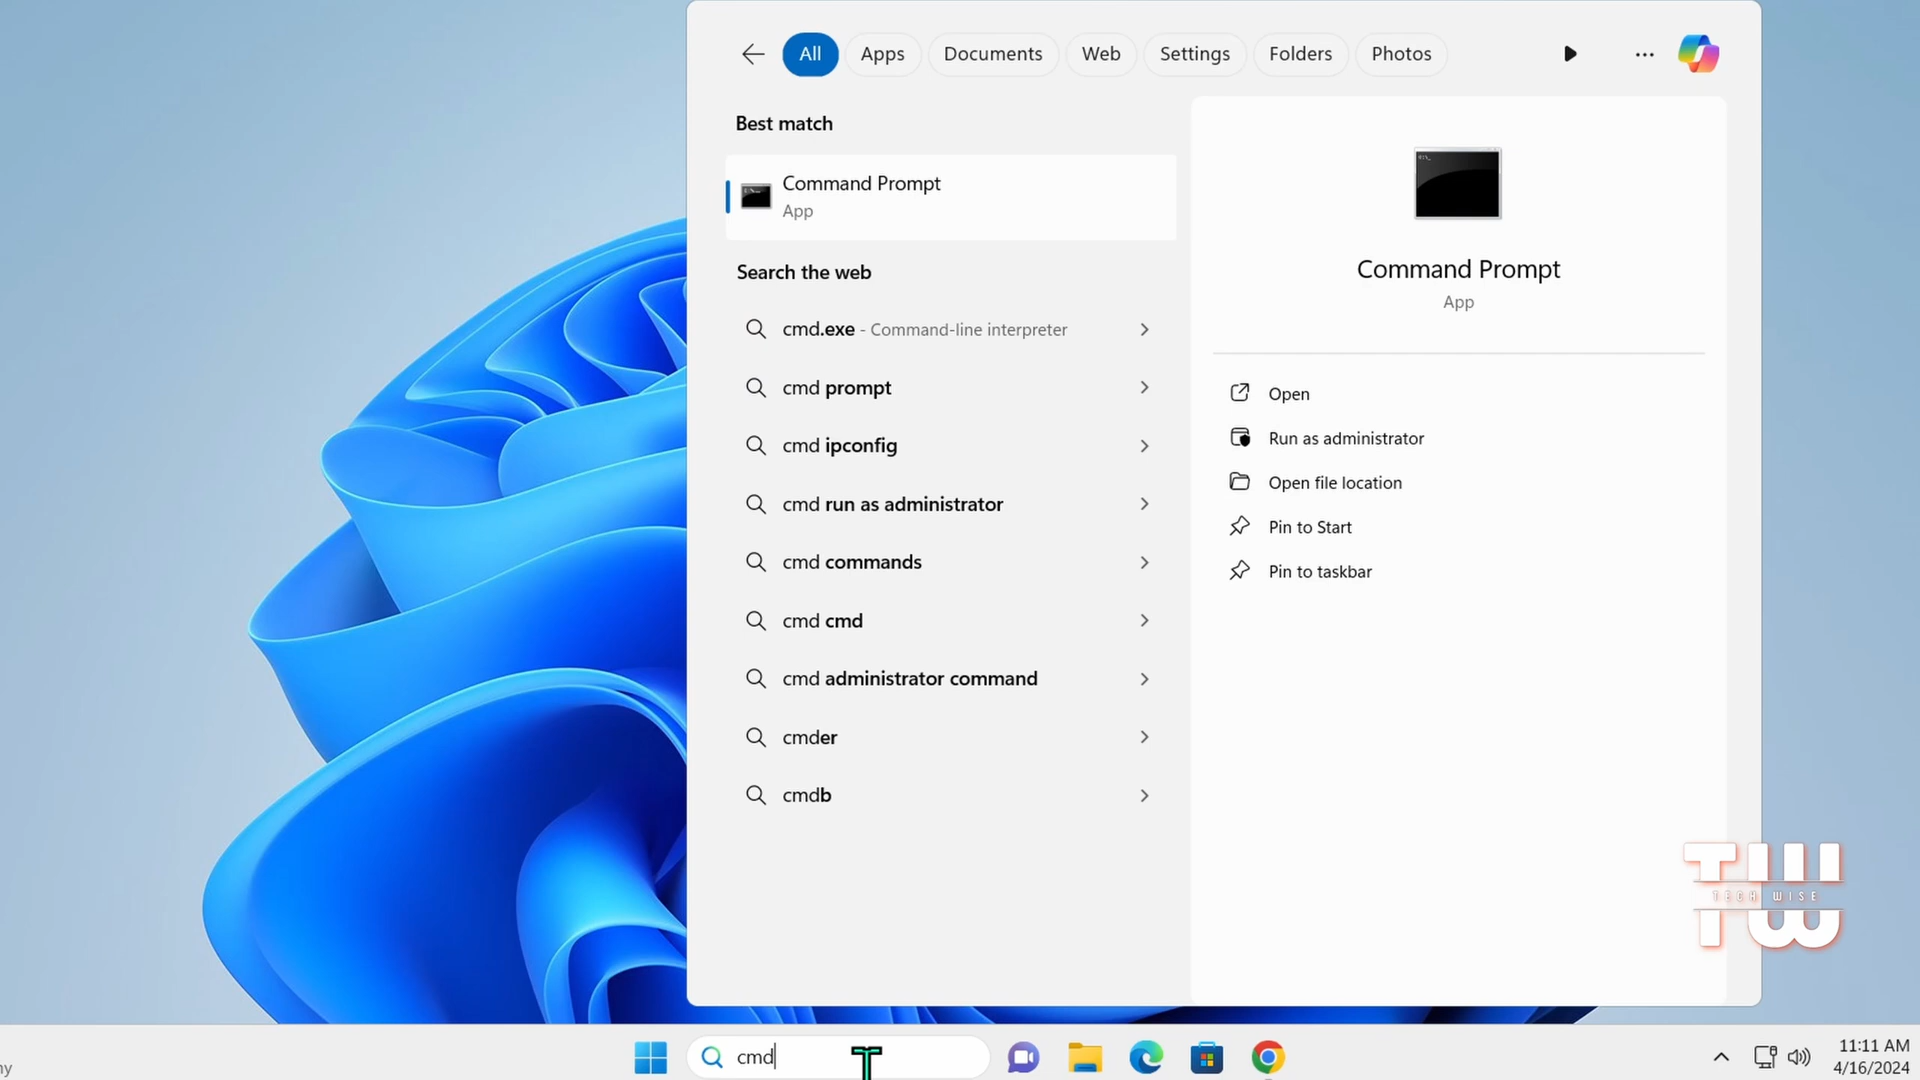 All
Apps
Documents
Web
Settings
Folders
Photos
Best match
Command Prompt
App
Search the web
cmd.exe - Command-line interpreter
cmd prompt
cmd ipconfig
cmd run as administrator
cmd commands
cmd cmd
cmd administrator command
cmder
cmdb
Command Prompt
App
Open
Run as administrator
Open file location
Pin to Start
Pin to taskbar
TW
TECH WISE
TW
ny
cmd
11:11 AM
4/16/2024